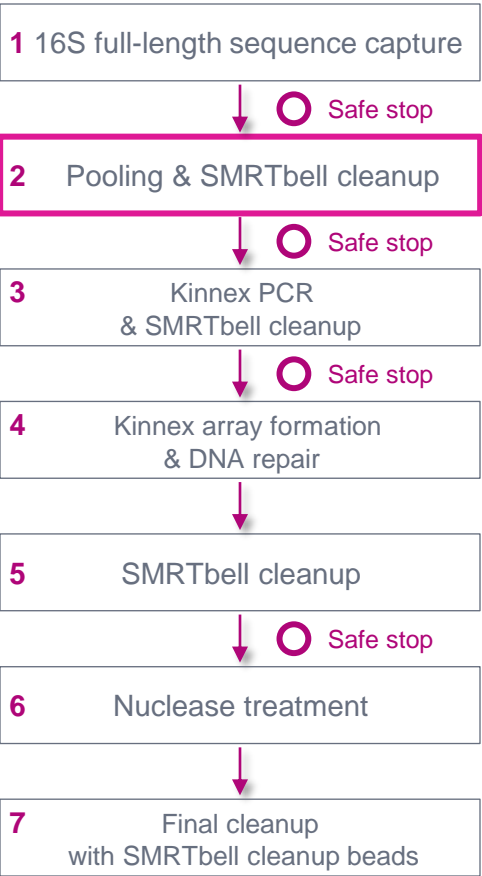 1 16S full-length sequence capture
Safe stop
2 Pooling & SMRTbell cleanup
Safe stop
3 Kinnex PCR
& SMRTbell cleanup
Safe stop
4 Kinnex array formation
& DNA repair
5 SMRTbell cleanup
Safe stop
6 Nuclease treatment
7 Final cleanup
with SMRTbell cleanup beads